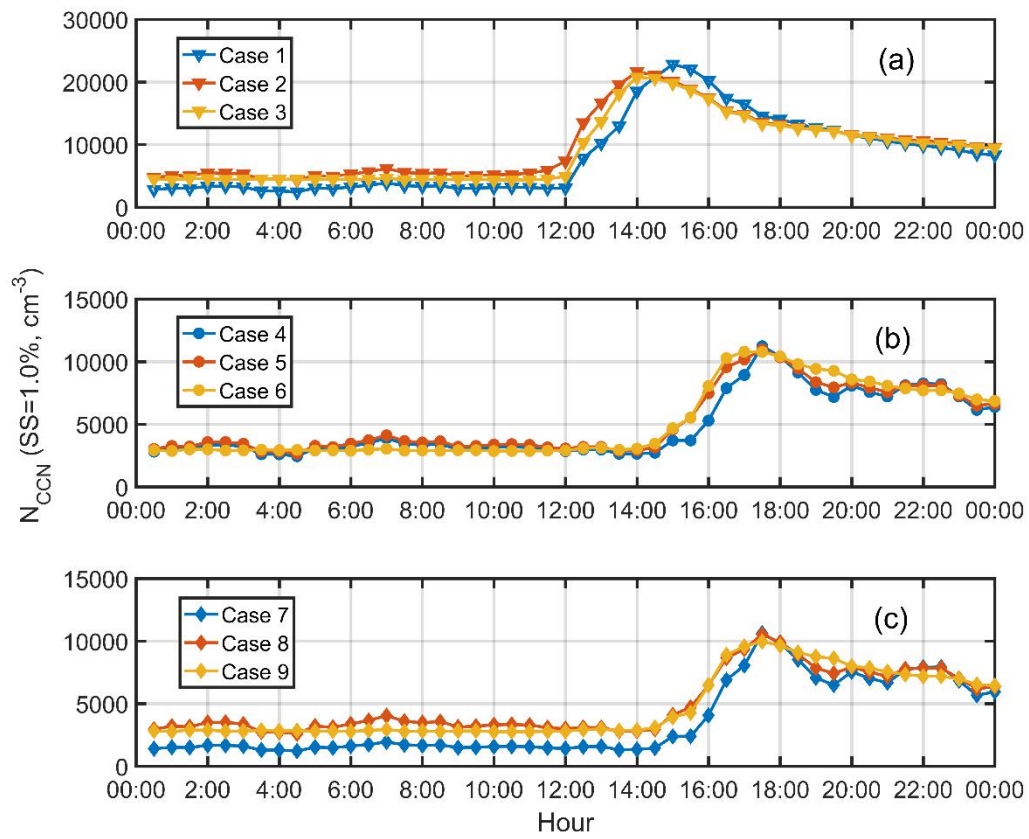 30000
20000
10000
0
Case 1
Case 2
Case 3
(a)
00:00 2:00 4:00 6:00 8:00 10:00 12:00 14:00 16:00 18:00 20:00 22:00 00:00
N_CCN (SS=1.0%, cm⁻³)
15000
10000
5000
0
Case 4
Case 5
Case 6
(b)
00:00 2:00 4:00 6:00 8:00 10:00 12:00 14:00 16:00 18:00 20:00 22:00 00:00
15000
10000
5000
0
Case 7
Case 8
Case 9
(c)
00:00 2:00 4:00 6:00 8:00 10:00 12:00 14:00 16:00 18:00 20:00 22:00 00:00
Hour